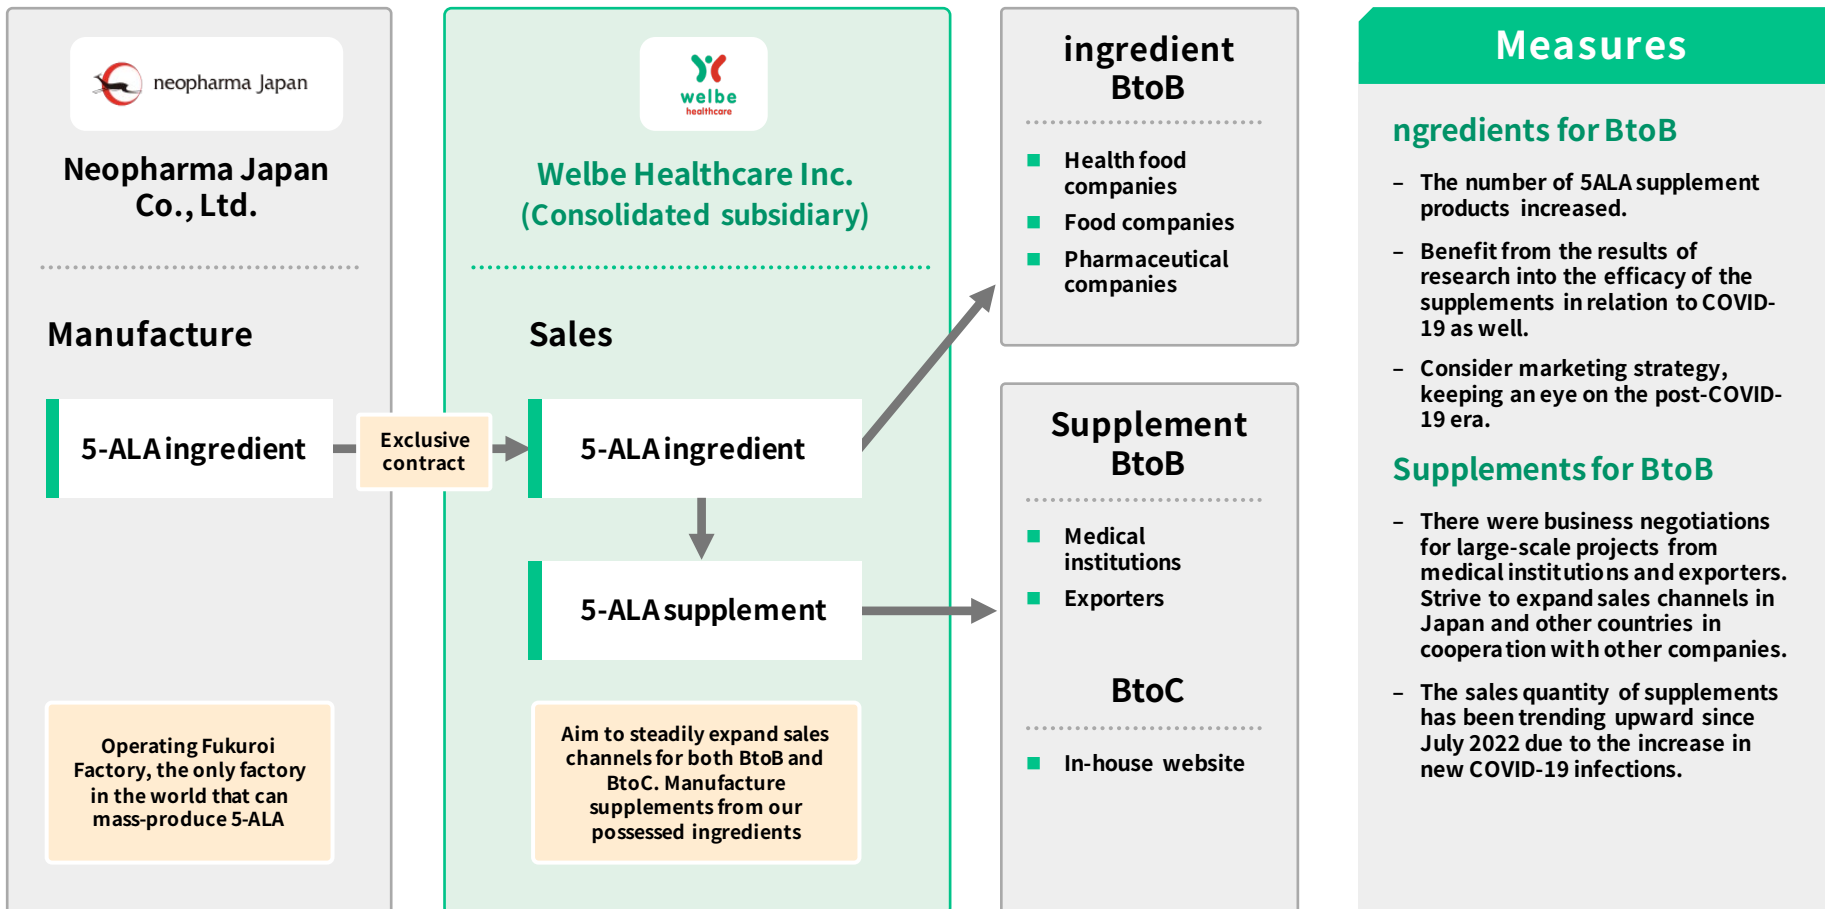 neopharma Japan
Neopharma Japan
Co., Ltd.
Manufacture
5-ALA ingredient
Operating Fukuroi
Factory, the only factory
in the world that can
mass-produce 5-ALA
Exclusive
contract
welbe
healthcare
Welbe Healthcare Inc.
(Consolidated subsidiary)
Sales
5-ALA ingredient
5-ALA supplement
Aim to steadily expand sales
channels for both BtoB and
BtoC. Manufacture
supplements from our
possessed ingredients
ingredient
BtoB
Health food
companies
Food companies
Pharmaceutical
companies
Supplement
BtoB
Medical
institutions
Exporters
BtoC
In-house website
Measures
ngredients for BtoB
– The number of 5ALA supplement
products increased.
– Benefit from the results of
research into the efficacy of the
supplements in relation to COVID-
19 as well.
– Consider marketing strategy,
keeping an eye on the post-COVID-
19 era.
Supplements for BtoB
– There were business negotiations
for large-scale projects from
medical institutions and exporters.
Strive to expand sales channels in
Japan and other countries in
cooperation with other companies.
– The sales quantity of supplements
has been trending upward since
July 2022 due to the increase in
new COVID-19 infections.